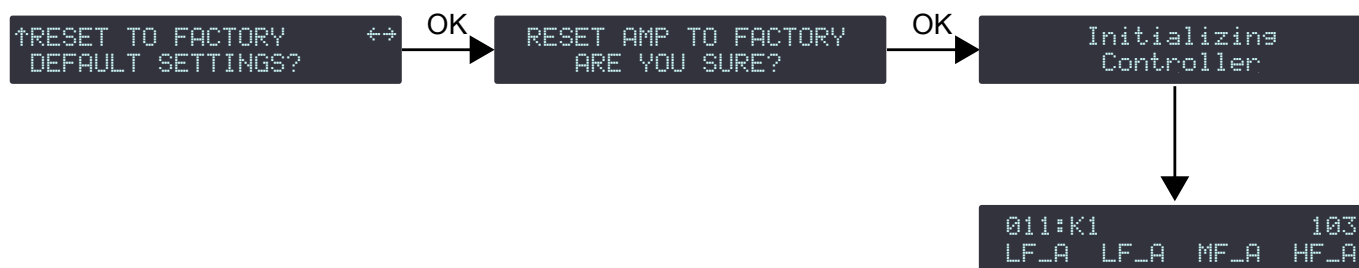 ↑RESET TO FACTORY ←→
DEFAULT SETTINGS?
OK
RESET AMP TO FACTORY
ARE YOU SURE?
OK
Initializing
Controller
011:K1 103
LF_A LF_A MF_A HF_A